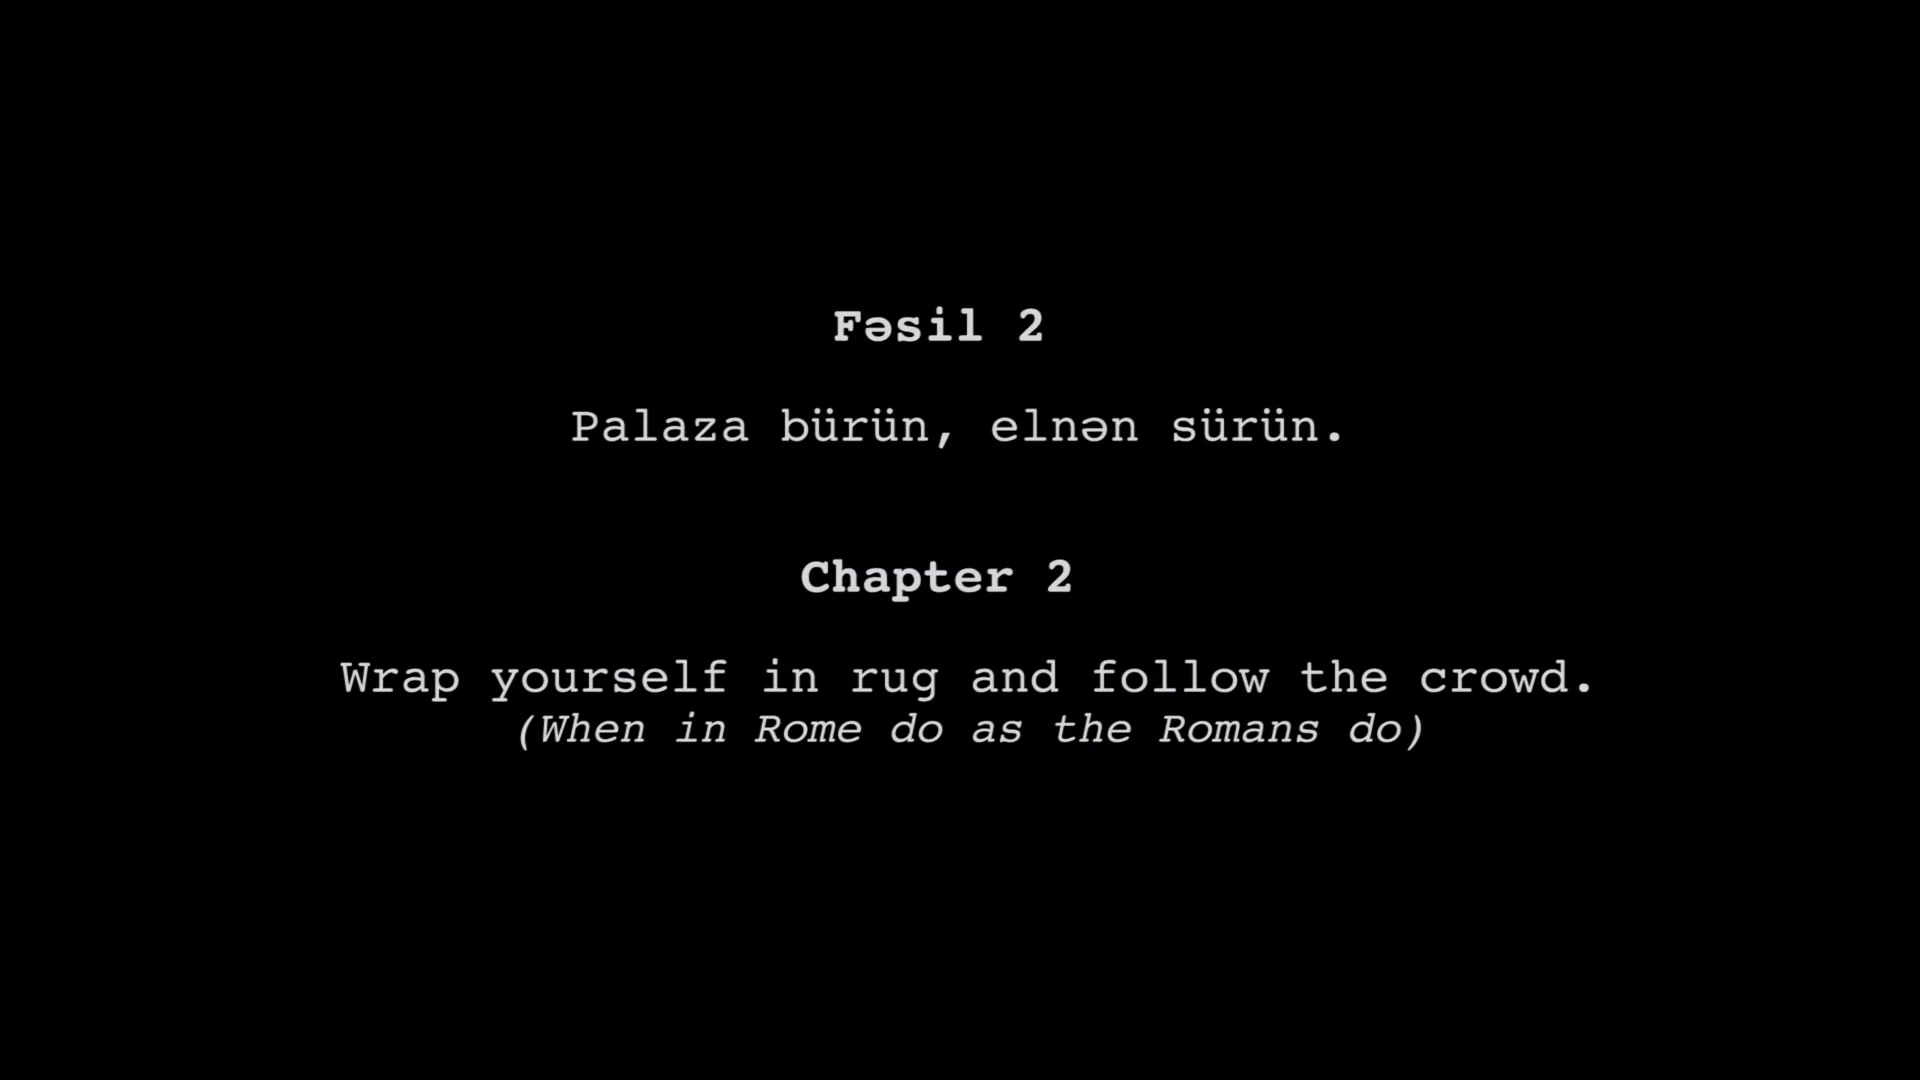 Fəsil 2
Palaza bürün, elnən sürün.
Chapter 2
Wrap yourself in rug and follow the crowd.
(When in Rome do as the Romans do)